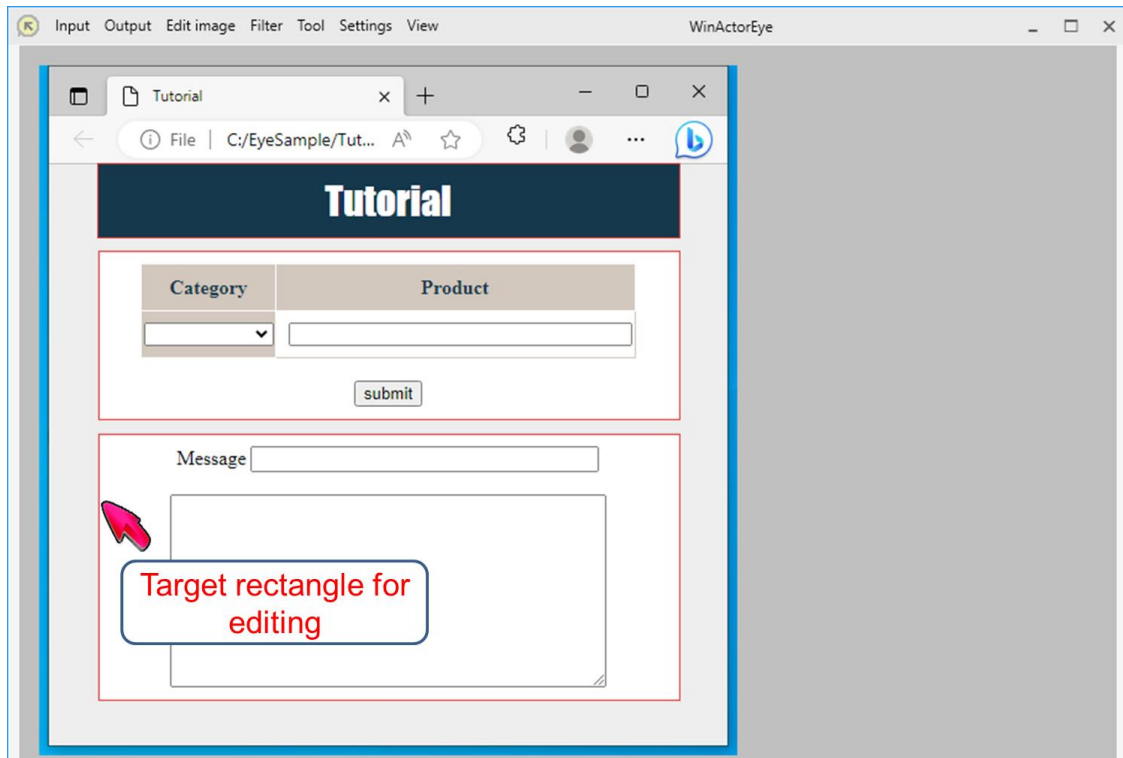 Input Output Edit image Filter Tool Settings View WinActorEye
Tutorial
File | C:/EyeSample/Tut...
Tutorial
Category Product
submit
Message
Target rectangle for
editing